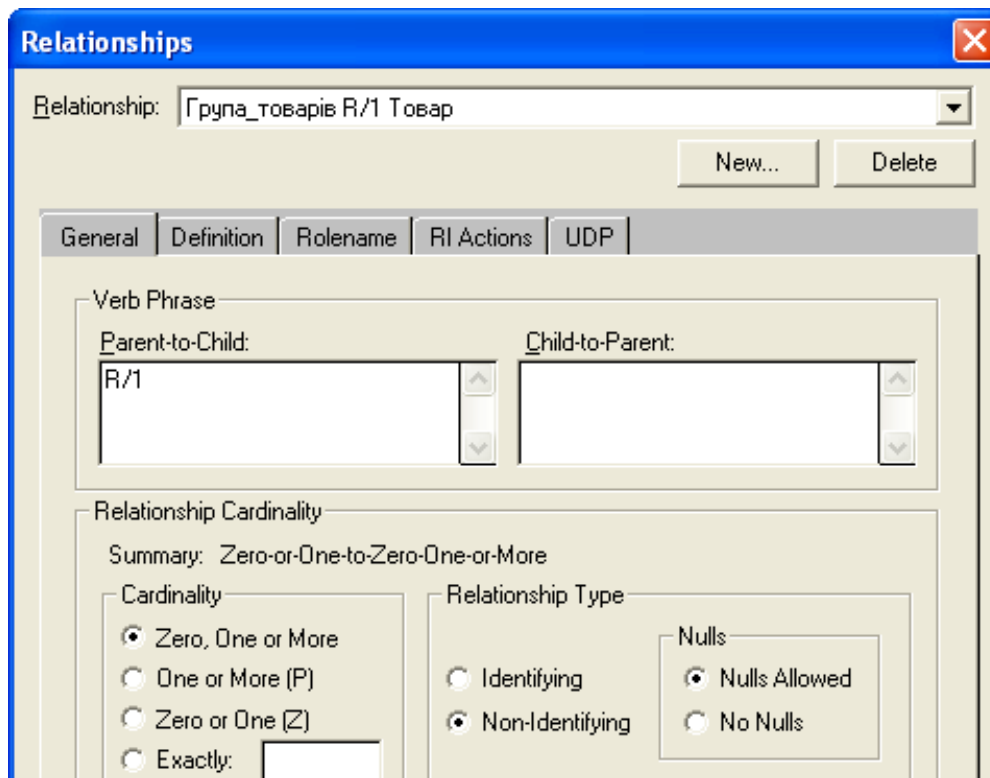 Relationships
Relationship: Група_товарів R/1 Товар
New... Delete
General Definition Rolename RI Actions UDP
Verb Phrase
Parent-to-Child: Child-to-Parent:
R/1
Relationship Cardinality
Summary: Zero-or-One-to-Zero-One-or-More
Cardinality Relationship Type
Nulls
Zero, One or More
One or More (P) Identifying Nulls Allowed
Zero or One (Z) Non-Identifying No Nulls
Exactly: